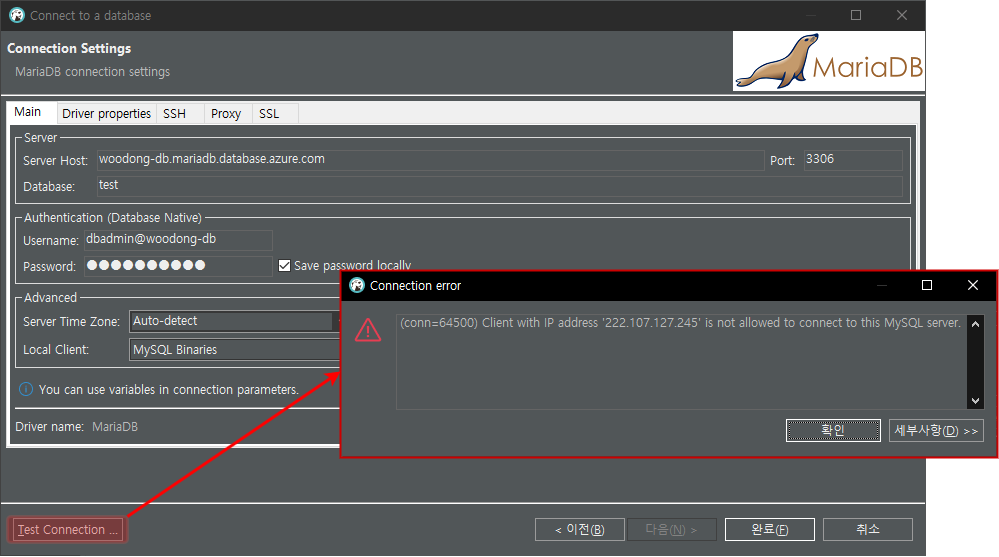 Connect to a database
Connection Settings
MariaDB connection settings
MariaDB
Main Driver properties SSH Proxy SSL
Server
Server Host: woodong-db.mariadb.database.azure.com Port: 3306
Database: test
Authentication (Database Native)
Username: dbadmin@woodong-db
Password: ●●●●●●●●●●
Save password locally
Advanced
Server Time Zone: Auto-detect
Local Client: MySQL Binaries
You can use variables in connection parameters.
Driver name: MariaDB
Connection error
(conn=64500) Client with IP address '222.107.127.245' is not allowed to connect to this MySQL server.
확인 세부사항(D) >>
Test Connection ... < 이전(B) 다음(N) > 완료(F) 취소